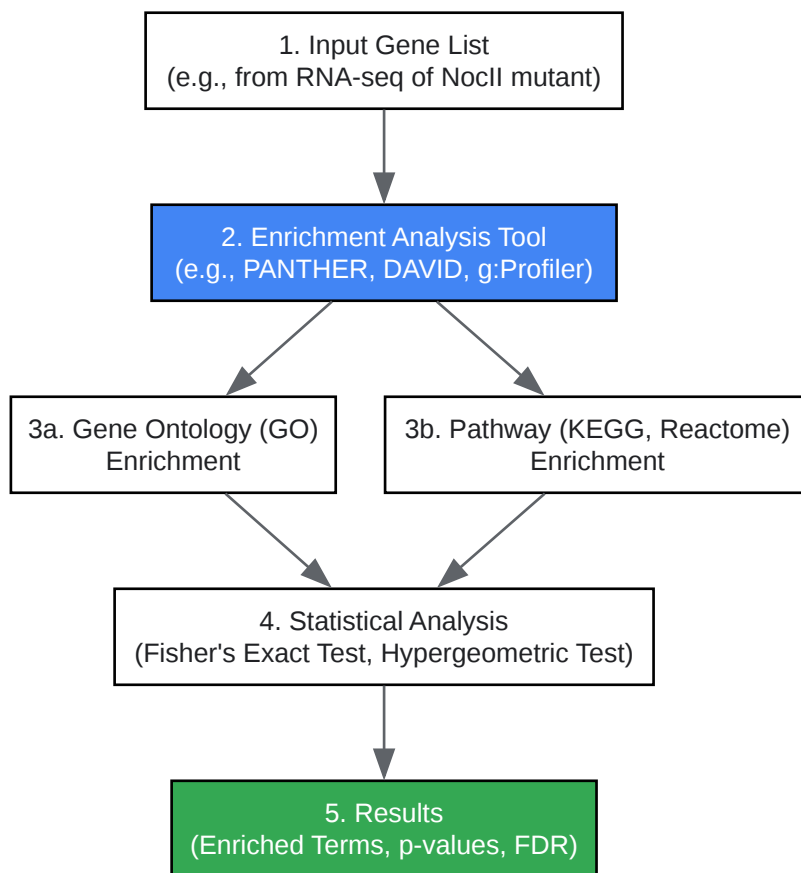 1. Input Gene List
(e.g., from RNA-seq of NocII mutant)
2. Enrichment Analysis Tool
(e.g., PANTHER, DAVID, g:Profiler)
3a. Gene Ontology (GO)
Enrichment
3b. Pathway (KEGG, Reactome)
Enrichment
4. Statistical Analysis
(Fisher's Exact Test, Hypergeometric Test)
5. Results
(Enriched Terms, p-values, FDR)